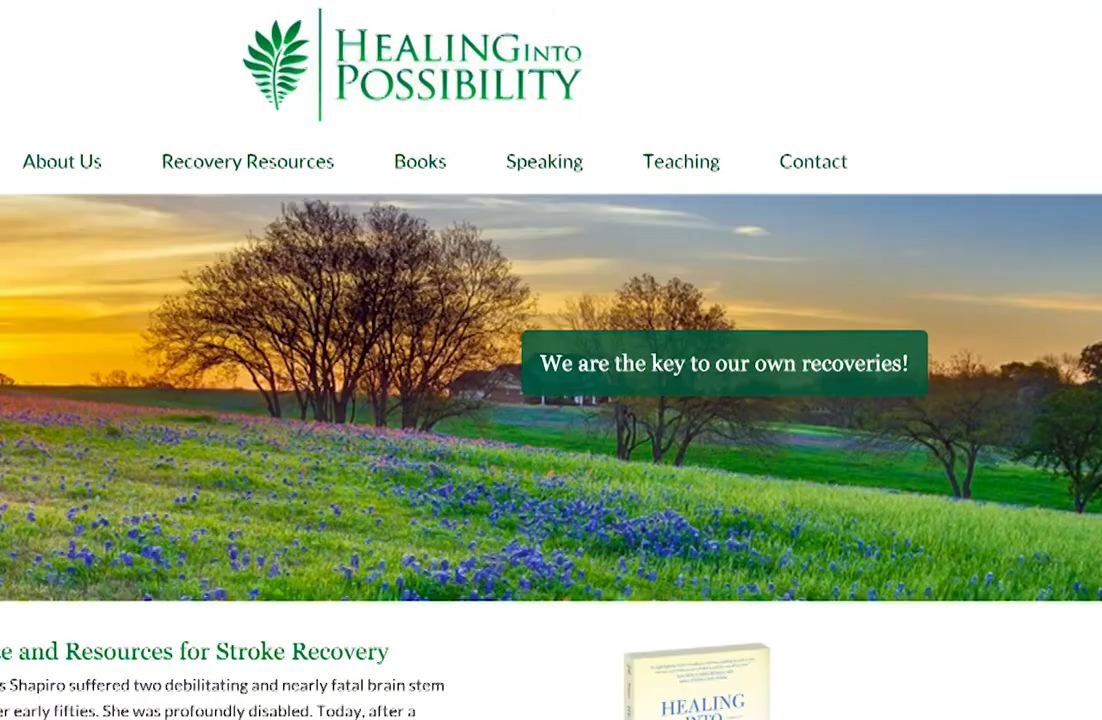 HEALING INTO
POSSIBILITY
About Us Recovery Resources Books Speaking Teaching Contact
We are the key to our own recoveries!
and Resources for Stroke Recovery
Shapiro suffered two debilitating and nearly fatal brain stem
early fifties. She was profoundly disabled. Today, after a
HEALING
INTO